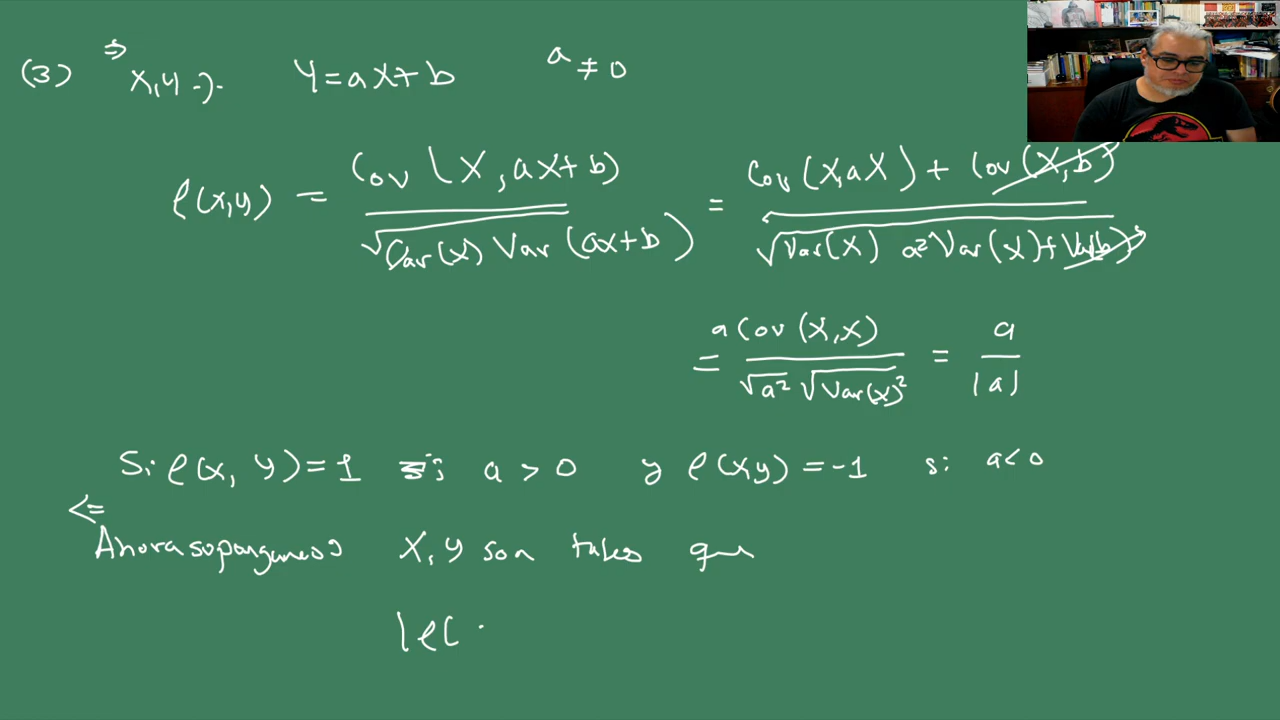 (3) ⇒ X,Y ·). Y = aX + b a ≠ 0
ρ(X,Y) = Cov(X, aX+b) / √Var(X) Var(aX+b) = Cov(X,aX) + Cov(X,b) / √Var(X) a²Var(X) + Var(b)
= a Cov(X,X) / √a² √Var(X)² = a / |a|
Si ρ(X,Y) = 1 si a > 0 y ρ(X,Y) = -1 si a < 0
<=
Ahora supongamos X,Y son tales que
|ρ(